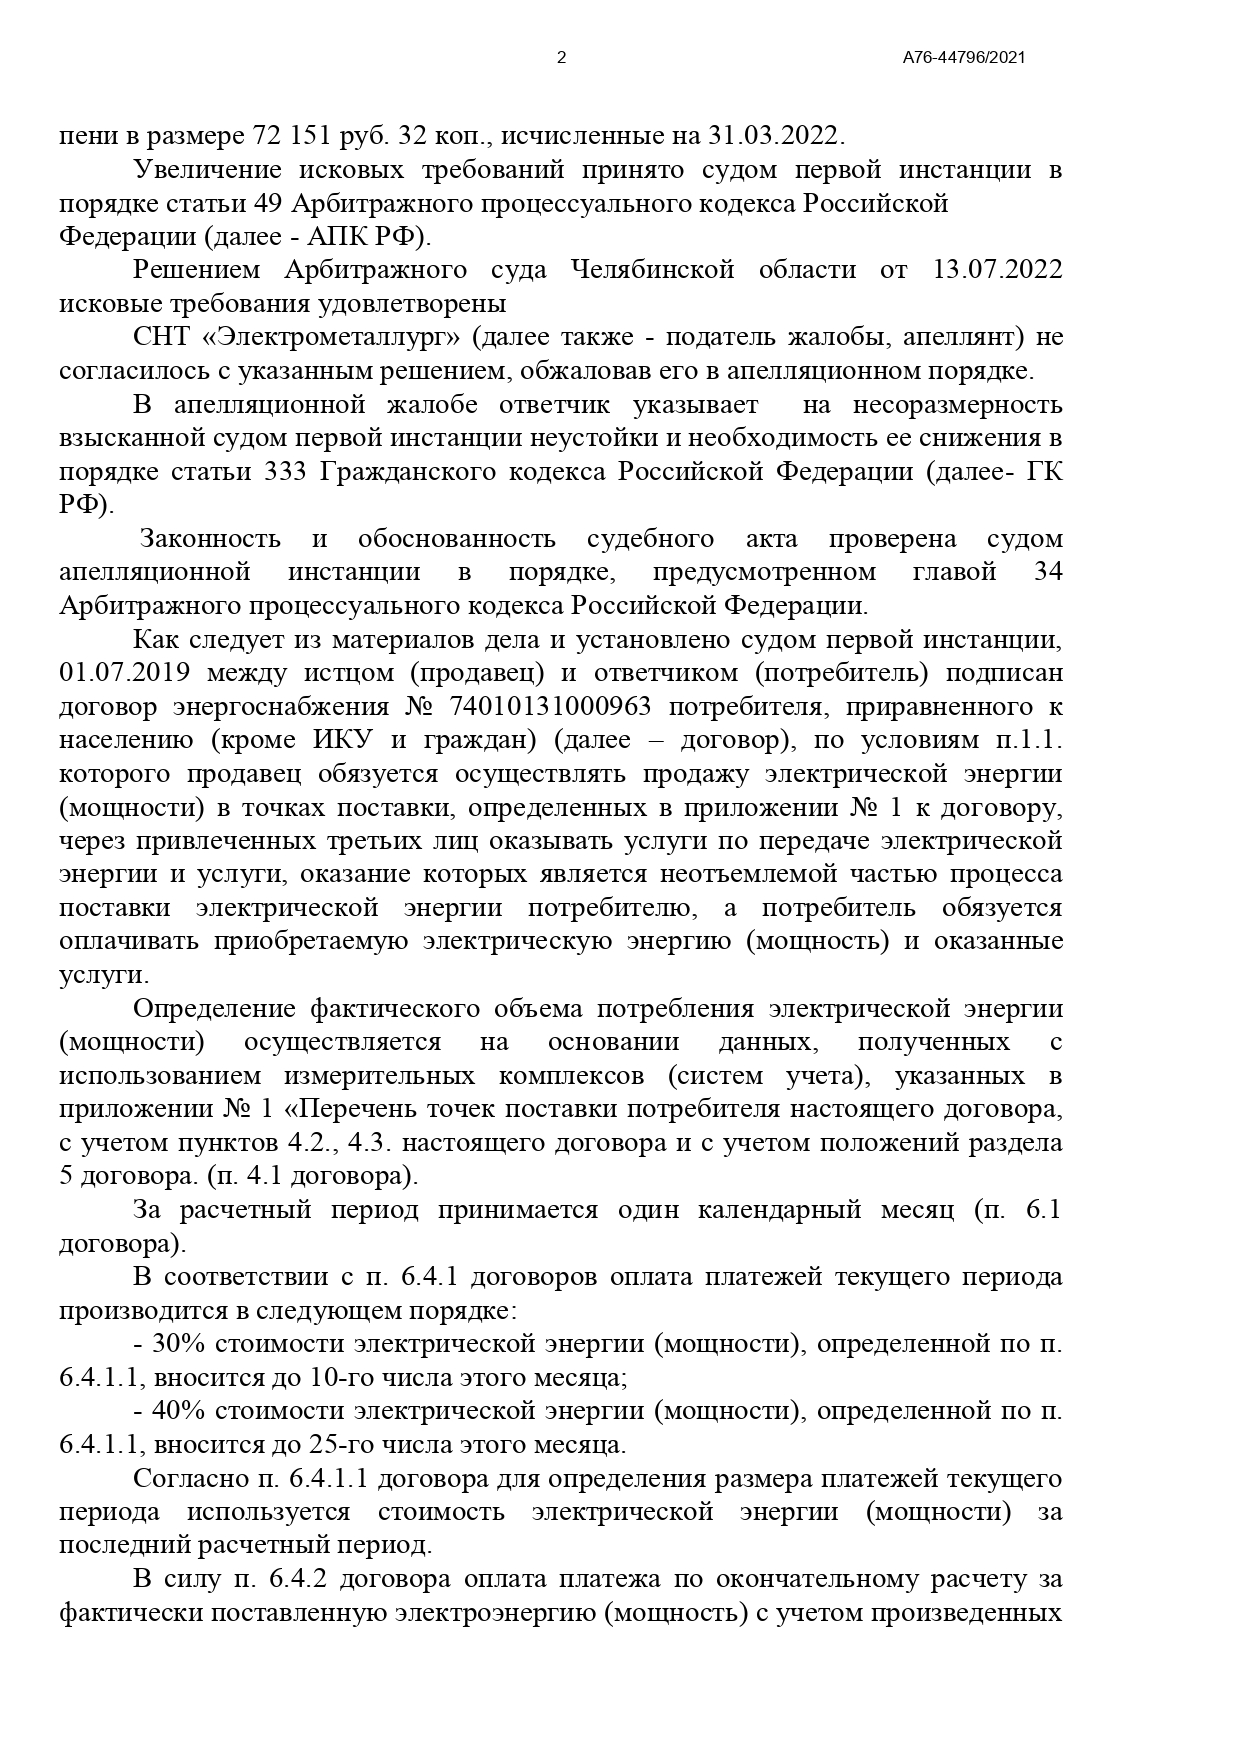 2
А76-44796/2021
пени в размере 72 151 руб. 32 коп., исчисленные на 31.03.2022.
Увеличение исковых требований принято судом первой инстанции в
порядке статьи 49 Арбитражного процессуального кодекса Российской
Федерации (далее - АПК РФ).
Решением Арбитражного суда Челябинской области от 13.07.2022
исковые требования удовлетворены
СНТ «Электрометаллург» (далее также - податель жалобы, апеллянт) не
согласилось с указанным решением, обжаловав его в апелляционном порядке.
В апелляционной жалобе ответчик указывает на несоразмерность
взысканной судом первой инстанции неустойки и необходимость ее снижения в
порядке статьи 333 Гражданского кодекса Российской Федерации (далее- ГК
РФ).
Законность и обоснованность судебного акта проверена судом
апелляционной инстанции в порядке, предусмотренном главой 34
Арбитражного процессуального кодекса Российской Федерации.
Как следует из материалов дела и установлено судом первой инстанции,
01.07.2019 между истцом (продавец) и ответчиком (потребитель) подписан
договор энергоснабжения № 74010131000963 потребителя, приравненного к
населению (кроме ИКУ и граждан) (далее – договор), по условиям п.1.1.
которого продавец обязуется осуществлять продажу электрической энергии
(мощности) в точках поставки, определенных в приложении № 1 к договору,
через привлеченных третьих лиц оказывать услуги по передаче электрической
энергии и услуги, оказание которых является неотъемлемой частью процесса
поставки электрической энергии потребителю, а потребитель обязуется
оплачивать приобретаемую электрическую энергию (мощность) и оказанные
услуги.
Определение фактического объема потребления электрической энергии
(мощности) осуществляется на основании данных, полученных с
использованием измерительных комплексов (систем учета), указанных в
приложении № 1 «Перечень точек поставки потребителя настоящего договора,
с учетом пунктов 4.2., 4.3. настоящего договора и с учетом положений раздела
5 договора. (п. 4.1 договора).
За расчетный период принимается один календарный месяц (п. 6.1
договора).
В соответствии с п. 6.4.1 договоров оплата платежей текущего периода
производится в следующем порядке:
- 30% стоимости электрической энергии (мощности), определенной по п.
6.4.1.1, вносится до 10-го числа этого месяца;
- 40% стоимости электрической энергии (мощности), определенной по п.
6.4.1.1, вносится до 25-го числа этого месяца.
Согласно п. 6.4.1.1 договора для определения размера платежей текущего
периода используется стоимость электрической энергии (мощности) за
последний расчетный период.
В силу п. 6.4.2 договора оплата платежа по окончательному расчету за
фактически поставленную электроэнергию (мощность) с учетом произведенных